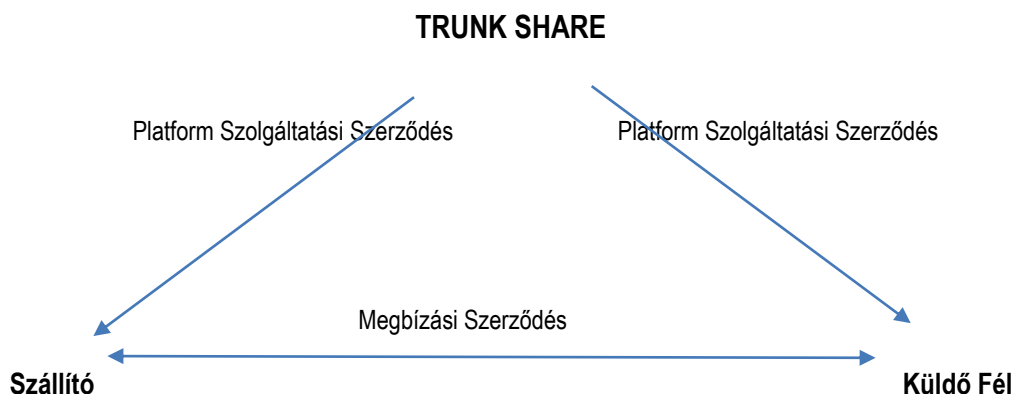 TRUNK SHARE
Platform Szolgáltatási Szerződés
Platform Szolgáltatási Szerződés
Megbízási Szerződés
Szállító
Küldő Fél